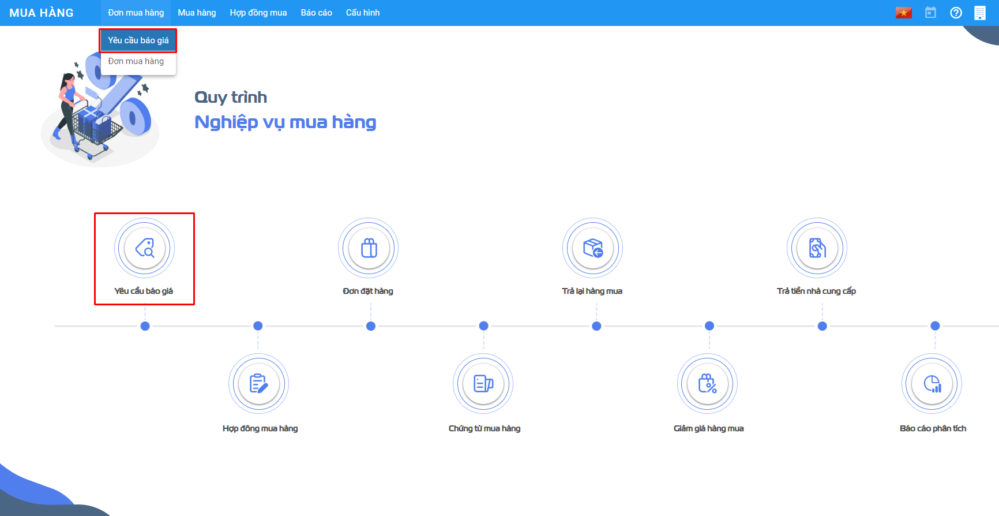 MUA HÀNG
Đơn mua hàng
Mua hàng
Hợp đồng mua
Báo cáo
Cấu hình
Yêu cầu báo giá
Đơn mua hàng
Quy trình
Nghiệp vụ mua hàng
Yêu cầu báo giá
Đơn đặt hàng
Trả lại hàng mua
Trả tiền nhà cung cấp
Hợp đông mua hàng
Chứng từ mua hàng
Giảm giá hàng mua
Báo cáo phân tích